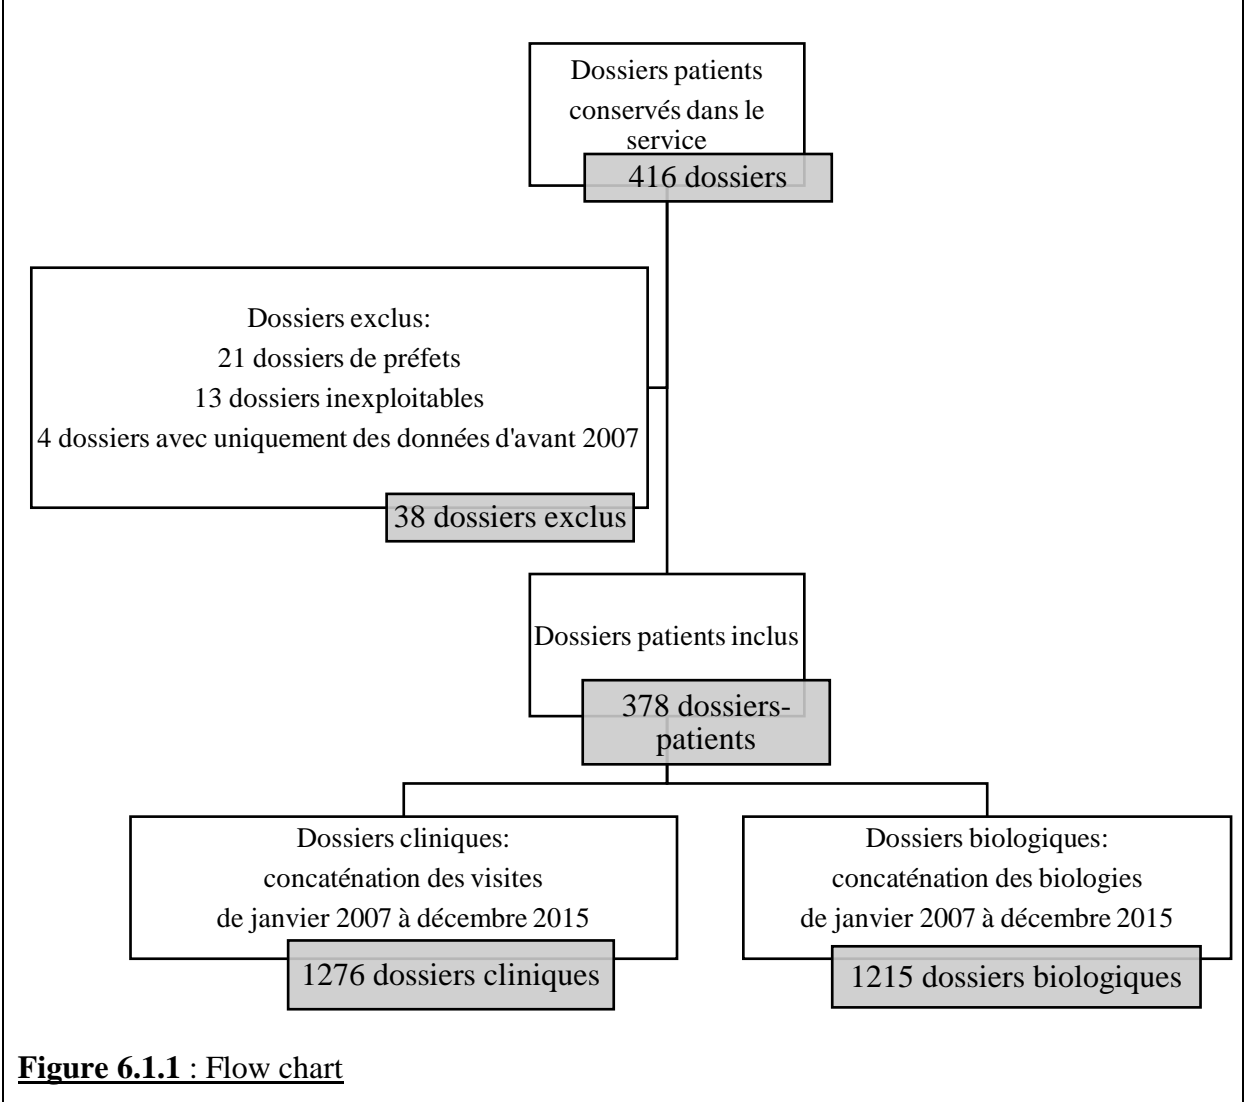 Dossiers patients
conservés dans le
service
416 dossiers
Dossiers exclus:
21 dossiers de préfets
13 dossiers inexploitables
4 dossiers avec uniquement des données d'avant 2007
38 dossiers exclus
Dossiers patients inclus
378 dossiers-
patients
Dossiers cliniques:
concaténation des visites
de janvier 2007 à décembre 2015
1276 dossiers cliniques
Dossiers biologiques:
concaténation des biologies
de janvier 2007 à décembre 2015
1215 dossiers biologiques
Figure 6.1.1 : Flow chart